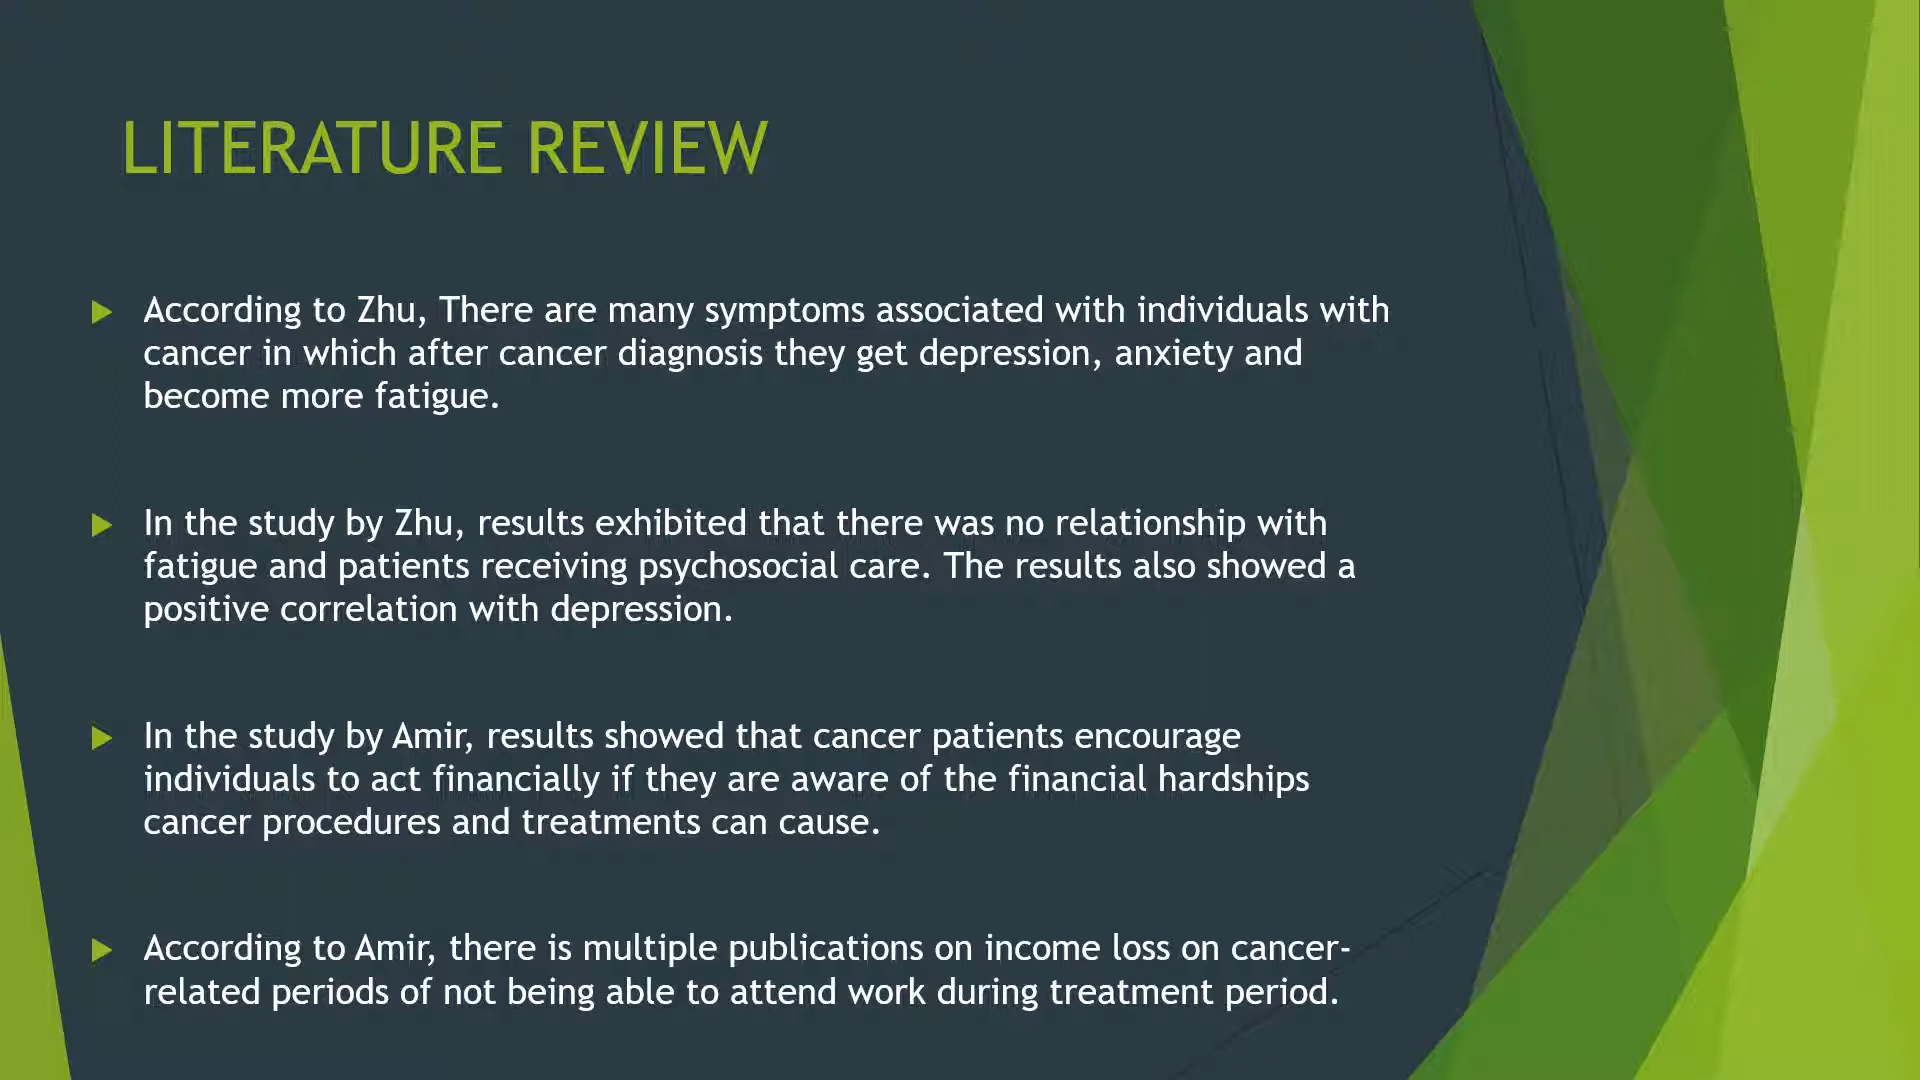 LITERATURE REVIEW
According to Zhu, There are many symptoms associated with individuals with
cancer in which after cancer diagnosis they get depression, anxiety and
become more fatigue.
In the study by Zhu, results exhibited that there was no relationship with
fatigue and patients receiving psychosocial care. The results also showed a
positive correlation with depression.
In the study by Amir, results showed that cancer patients encourage
individuals to act financially if they are aware of the financial hardships
cancer procedures and treatments can cause.
According to Amir, there is multiple publications on income loss on cancer-
related periods of not being able to attend work during treatment period.